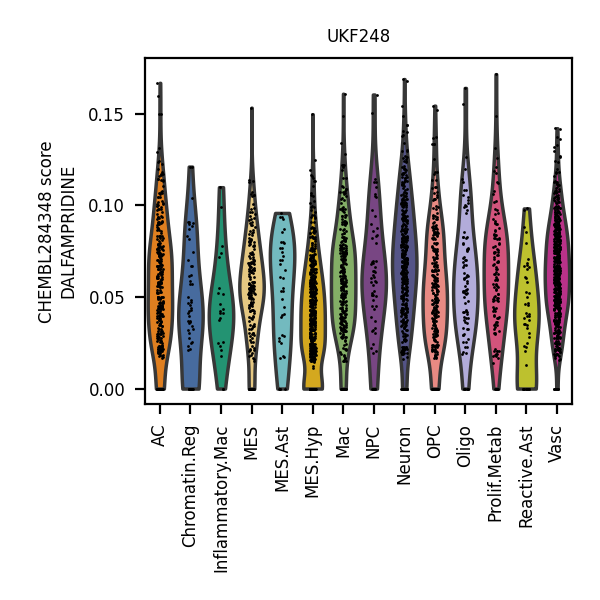 UKF248
CHEMBL284348 score
DALFAMPRIDINE
0.15
0.10
0.05
0.00
AC
Chromatin.Reg
Inflammatory.Mac
MES
MES.Ast
MES.Hyp
Mac
NPC
Neuron
OPC
Oligo
Prolif.Metab
Reactive.Ast
Vasc